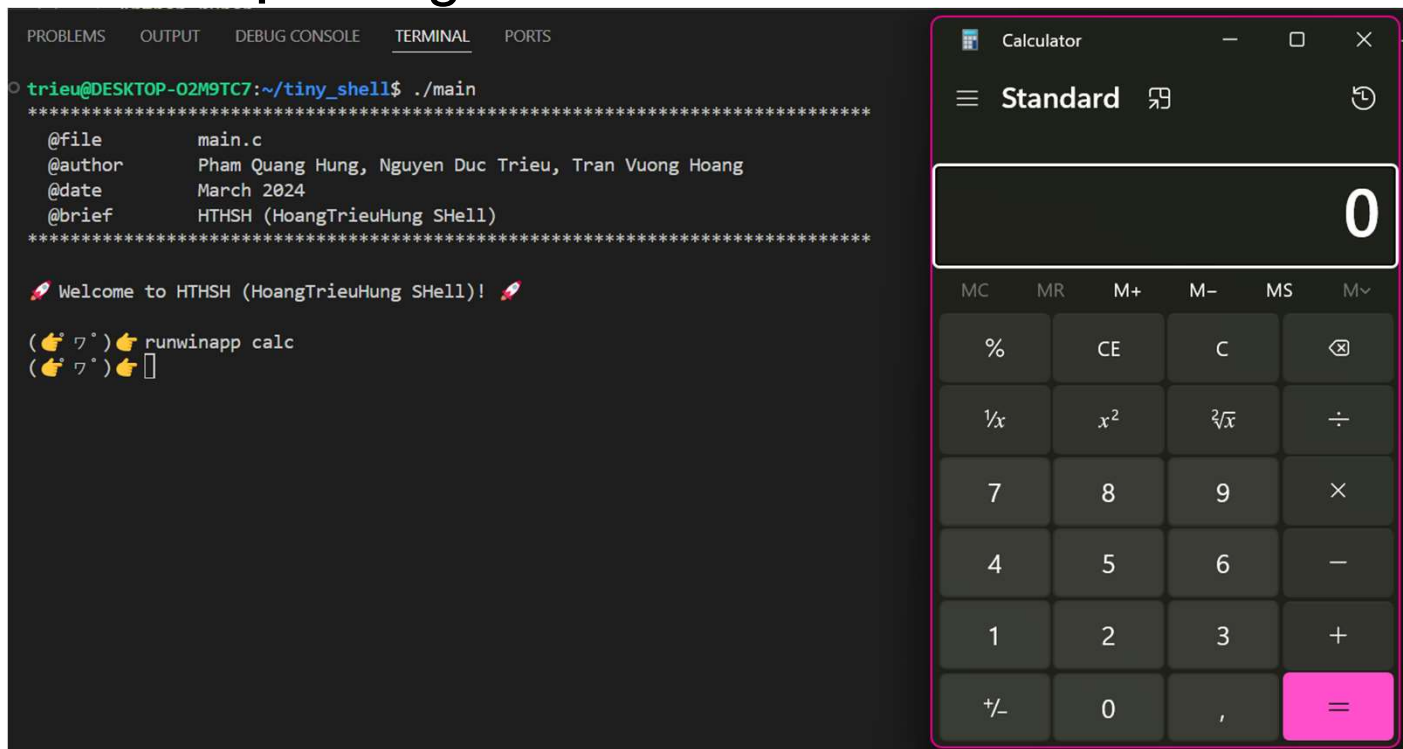 PROBLEMS OUTPUT DEBUG CONSOLE TERMINAL PORTS
trieu@DESKTOP-O2M9TC7:~/tiny_shell$ ./main
********************************************************************************
@file main.c
@author Pham Quang Hung, Nguyen Duc Trieu, Tran Vuong Hoang
@date March 2024
@brief HTHSH (HoangTrieuHung SHell)
********************************************************************************
🚀 Welcome to HTHSH (HoangTrieuHung SHell)! 🚀
(👉ﾟヮﾟ)👉 runwinapp calc
(👉ﾟヮﾟ)👉
Calculator
Standard
0
MC MR M+ M− MS M˅
% CE C
¹/x x² ²√x ÷
7 8 9 ×
4 5 6 −
1 2 3 +
+/− 0 , =